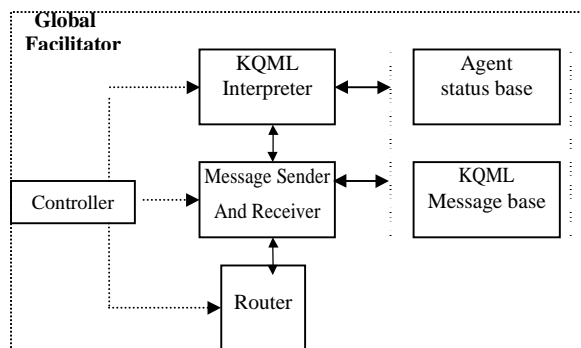 Global
Facilitator
KQML
Interpreter
Agent
status base
Message Sender
And Receiver
KQML
Message base
Controller
Router